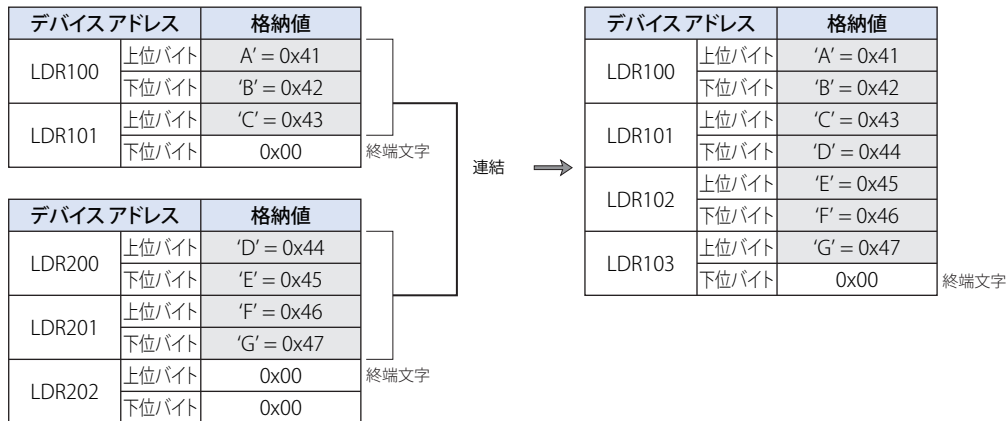 デバイス アドレス 格納値
LDR100 上位バイト A’ = 0x41
下位バイト ‘B’ = 0x42
LDR101 上位バイト ‘C’ = 0x43
下位バイト 0x00 終端文字
デバイス アドレス 格納値
LDR200 上位バイト ‘D’ = 0x44
下位バイト ‘E’ = 0x45
LDR201 上位バイト ‘F’ = 0x46
下位バイト ‘G’ = 0x47
LDR202 上位バイト 0x00 終端文字
下位バイト 0x00
連結
デバイス アドレス 格納値
LDR100 上位バイト ‘A’ = 0x41
下位バイト ‘B’ = 0x42
LDR101 上位バイト ‘C’ = 0x43
下位バイト ‘D’ = 0x44
LDR102 上位バイト ‘E’ = 0x45
下位バイト ‘F’ = 0x46
LDR103 上位バイト ‘G’ = 0x47
下位バイト 0x00 終端文字